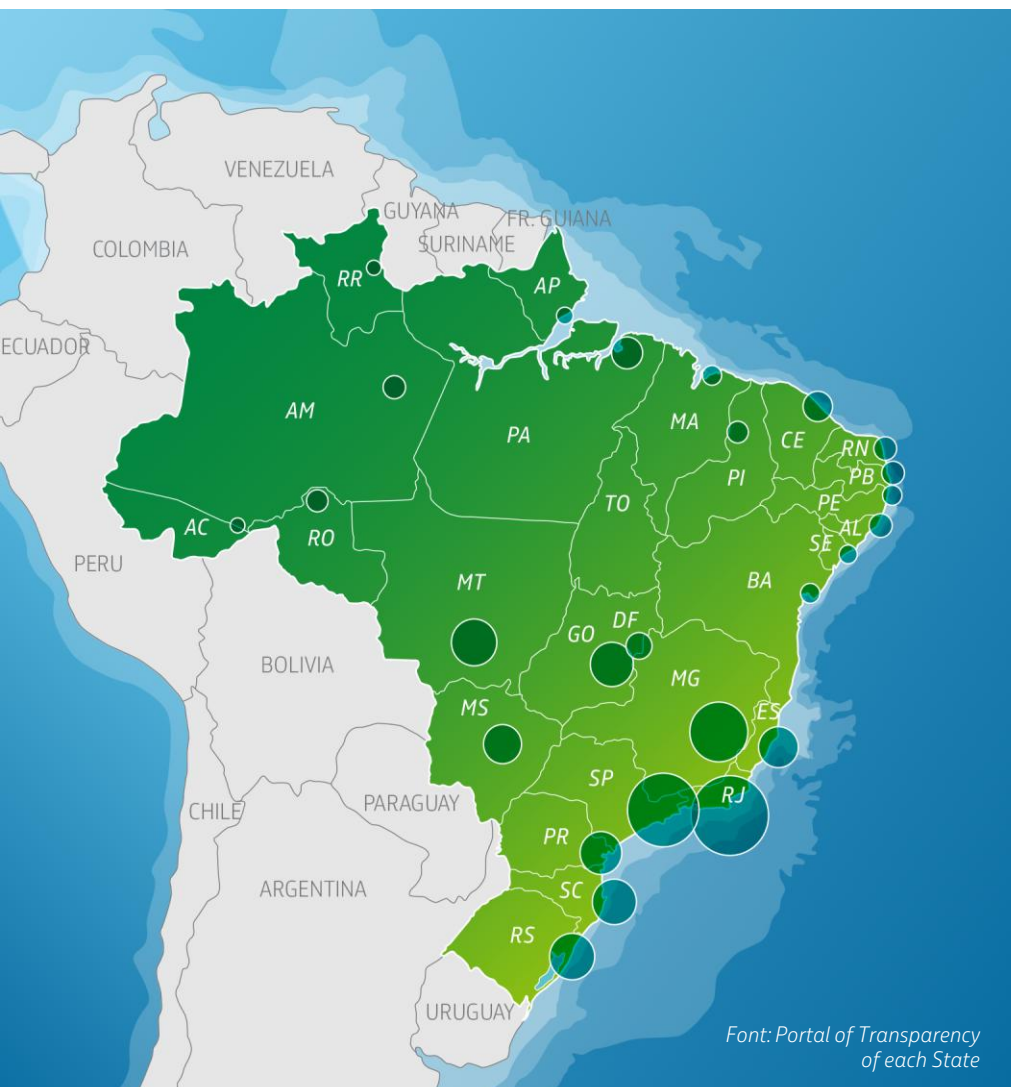 VENEZUELA
GUYANA
FR. GUIANA
COLOMBIA
SURINAME
RR
AP
ECUADOR
AM
PA
MA
CE
RN
PB
PI
TO
PE
AC
RO
AL
SE
PERU
MT
BA
DF
GO
BOLIVIA
MG
MS
ES
SP
RJ
PARAGUAY
CHILE
PR
ARGENTINA
SC
RS
URUGUAY
Font: Portal of Transparency
of each State